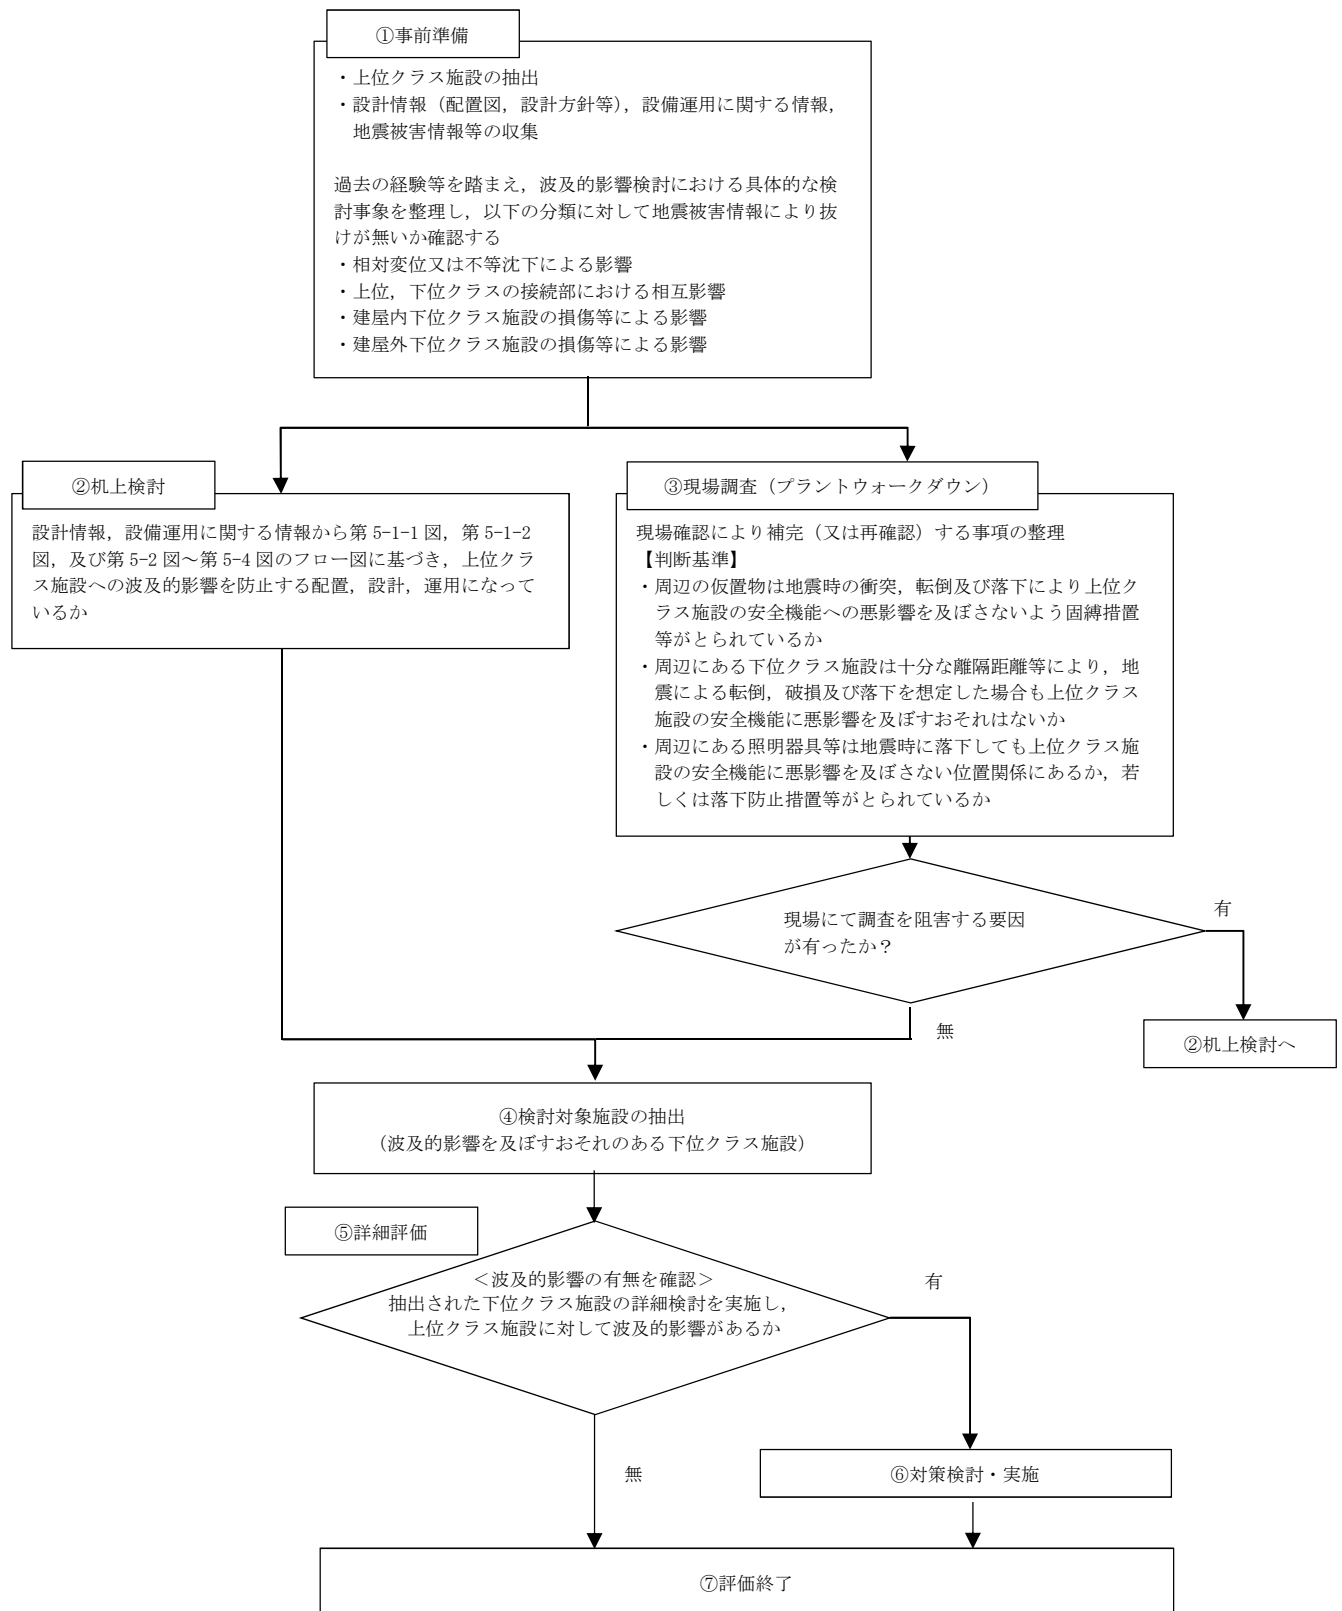 ①事前準備
・上位クラス施設の抽出
・設計情報（配置図，設計方針等），設備運用に関する情報，
地震被害情報等の収集
過去の経験等を踏まえ，波及的影響検討における具体的な検
討事象を整理し，以下の分類に対して地震被害情報により抜
けが無いか確認する
・相対変位又は不等沈下による影響
・上位，下位クラスの接続部における相互影響
・建屋内下位クラス施設の損傷等による影響
・建屋外下位クラス施設の損傷等による影響
②机上検討
設計情報，設備運用に関する情報から第 5-1-1 図，第 5-1-2
図，及び第 5-2 図～第 5-4 図のフロー図に基づき，上位クラ
ス施設への波及的影響を防止する配置，設計，運用になって
いるか
③現場調査（プラントウォークダウン）
現場確認により補完（又は再確認）する事項の整理
【判断基準】
・周辺の仮置物は地震時の衝突，転倒及び落下により上位ク
ラス施設の安全機能への悪影響を及ぼさないよう固縛措置
等がとられているか
・周辺にある下位クラス施設は十分な離隔距離等により，地
震による転倒，破損及び落下を想定した場合も上位クラス
施設の安全機能に悪影響を及ぼすおそれはないか
・周辺にある照明器具等は地震時に落下しても上位クラス施
設の安全機能に悪影響を及ぼさない位置関係にあるか，若
しくは落下防止措置等がとられているか
現場にて調査を阻害する要因
が有ったか？
有
無
②机上検討へ
④検討対象施設の抽出
（波及的影響を及ぼすおそれのある下位クラス施設）
⑤詳細評価
＜波及的影響の有無を確認＞
抽出された下位クラス施設の詳細検討を実施し，
上位クラス施設に対して波及的影響があるか
有
無
⑥対策検討・実施
⑦評価終了